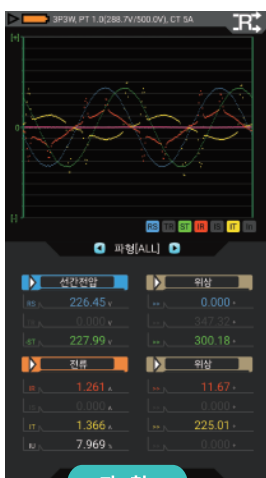 3P3W, PT 1.0(288.7V/500.0V), CT 5A
[+]
0
[-]
RS TR ST IR IS IT In
파형[ALL]
선간전압 위상
RS 226.45 v 0.000 °
0.000 v 347.32 °
ST 227.99 v 300.18 °
전류 위상
IR 1.261 A 11.67 °
0.000 A 0.000 °
IT 1.366 A 225.01 °
IU 7.969 % 0.000 °